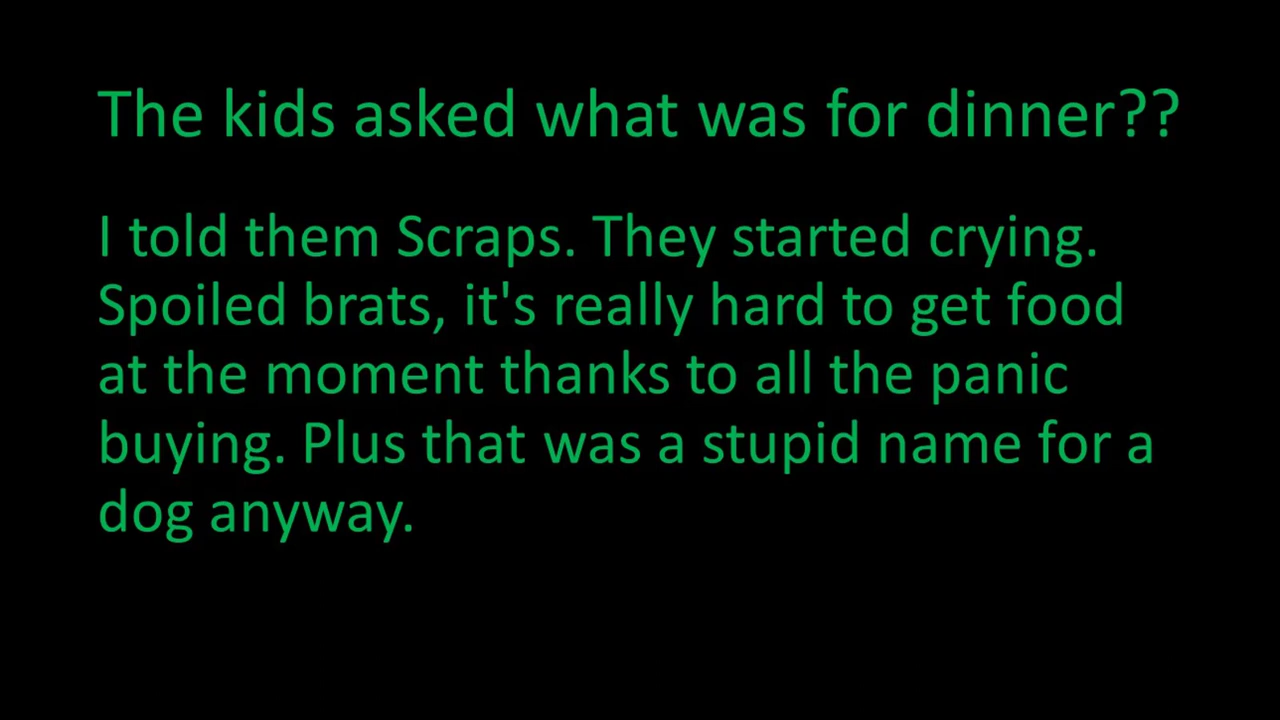 The kids asked what was for dinner??
I told them Scraps. They started crying.
Spoiled brats, it's really hard to get food
at the moment thanks to all the panic
buying. Plus that was a stupid name for a
dog anyway.